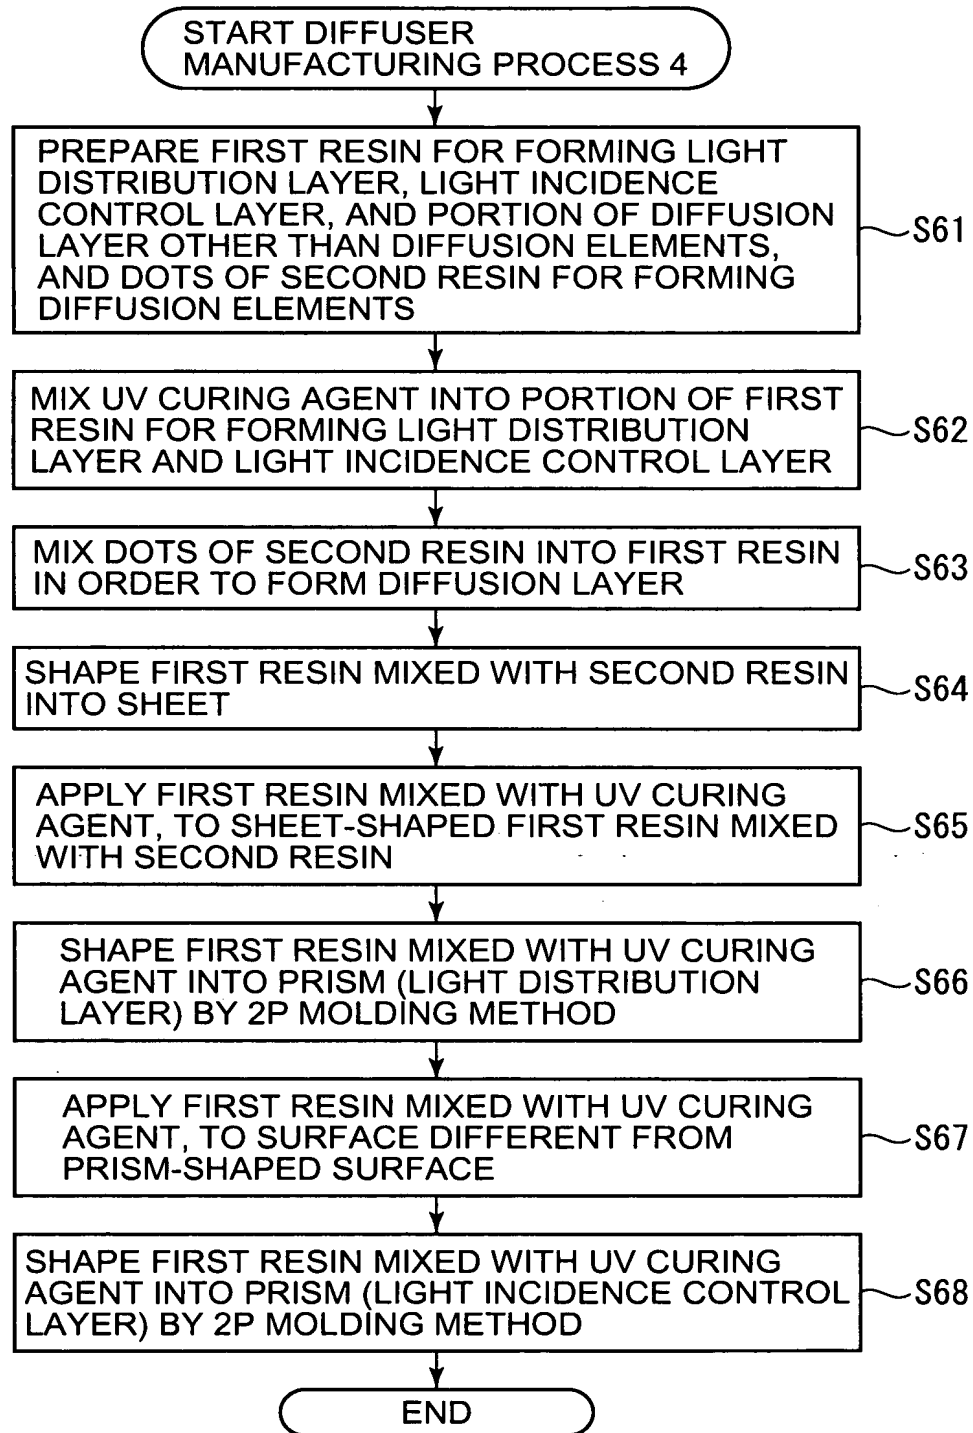 START DIFFUSER
MANUFACTURING PROCESS 4
PREPARE FIRST RESIN FOR FORMING LIGHT
DISTRIBUTION LAYER, LIGHT INCIDENCE
CONTROL LAYER, AND PORTION OF DIFFUSION
LAYER OTHER THAN DIFFUSION ELEMENTS,
AND DOTS OF SECOND RESIN FOR FORMING
DIFFUSION ELEMENTS
S61
MIX UV CURING AGENT INTO PORTION OF FIRST
RESIN FOR FORMING LIGHT DISTRIBUTION
LAYER AND LIGHT INCIDENCE CONTROL LAYER
S62
MIX DOTS OF SECOND RESIN INTO FIRST RESIN
IN ORDER TO FORM DIFFUSION LAYER
S63
SHAPE FIRST RESIN MIXED WITH SECOND RESIN
INTO SHEET
S64
APPLY FIRST RESIN MIXED WITH UV CURING
AGENT, TO SHEET-SHAPED FIRST RESIN MIXED
WITH SECOND RESIN
S65
SHAPE FIRST RESIN MIXED WITH UV CURING
AGENT INTO PRISM (LIGHT DISTRIBUTION
LAYER) BY 2P MOLDING METHOD
S66
APPLY FIRST RESIN MIXED WITH UV CURING
AGENT, TO SURFACE DIFFERENT FROM
PRISM-SHAPED SURFACE
S67
SHAPE FIRST RESIN MIXED WITH UV CURING
AGENT INTO PRISM (LIGHT INCIDENCE CONTROL
LAYER) BY 2P MOLDING METHOD
S68
END